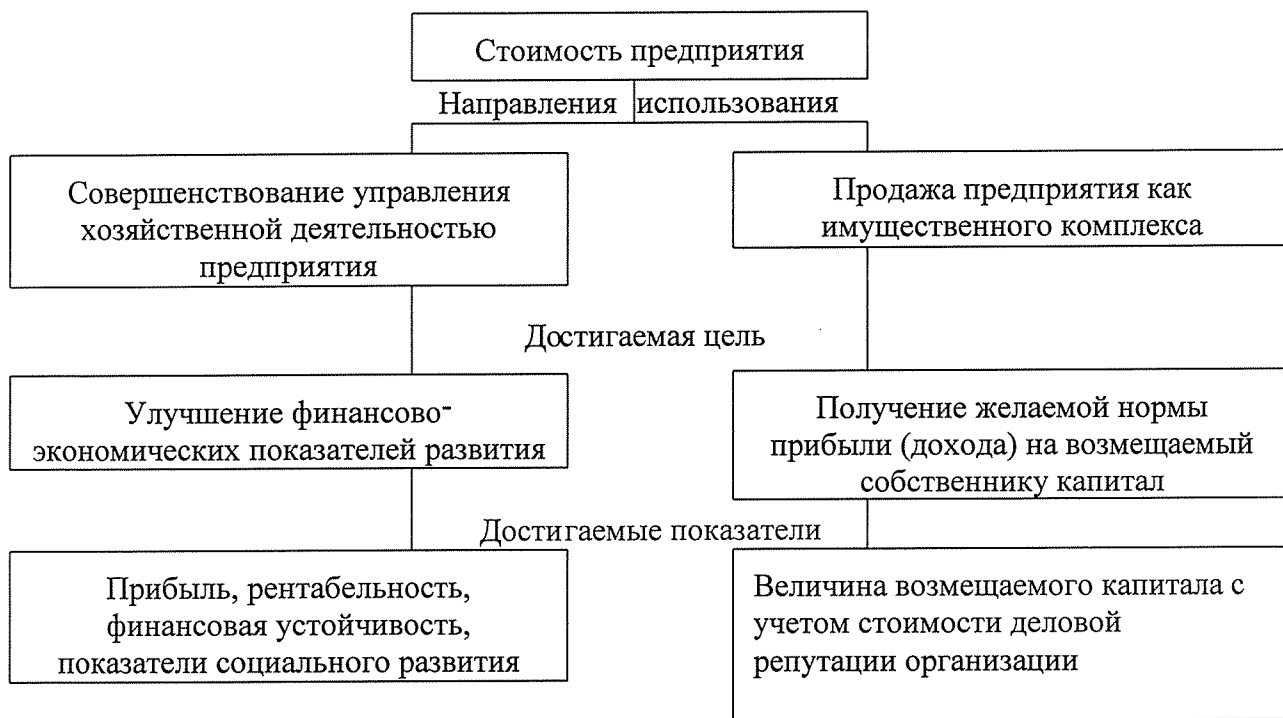 Стоимость предприятия
Направления использования
Совершенствование управления
хозяйственной деятельностью
предприятия
Продажа предприятия как
имущественного комплекса
Достигаемая цель
Улучшение финансово-
экономических показателей развития
Получение желаемой нормы
прибыли (дохода) на возмещаемый
собственнику капитал
Достигаемые показатели
Прибыль, рентабельность,
финансовая устойчивость,
показатели социального развития
Величина возмещаемого капитала с
учетом стоимости деловой
репутации организации